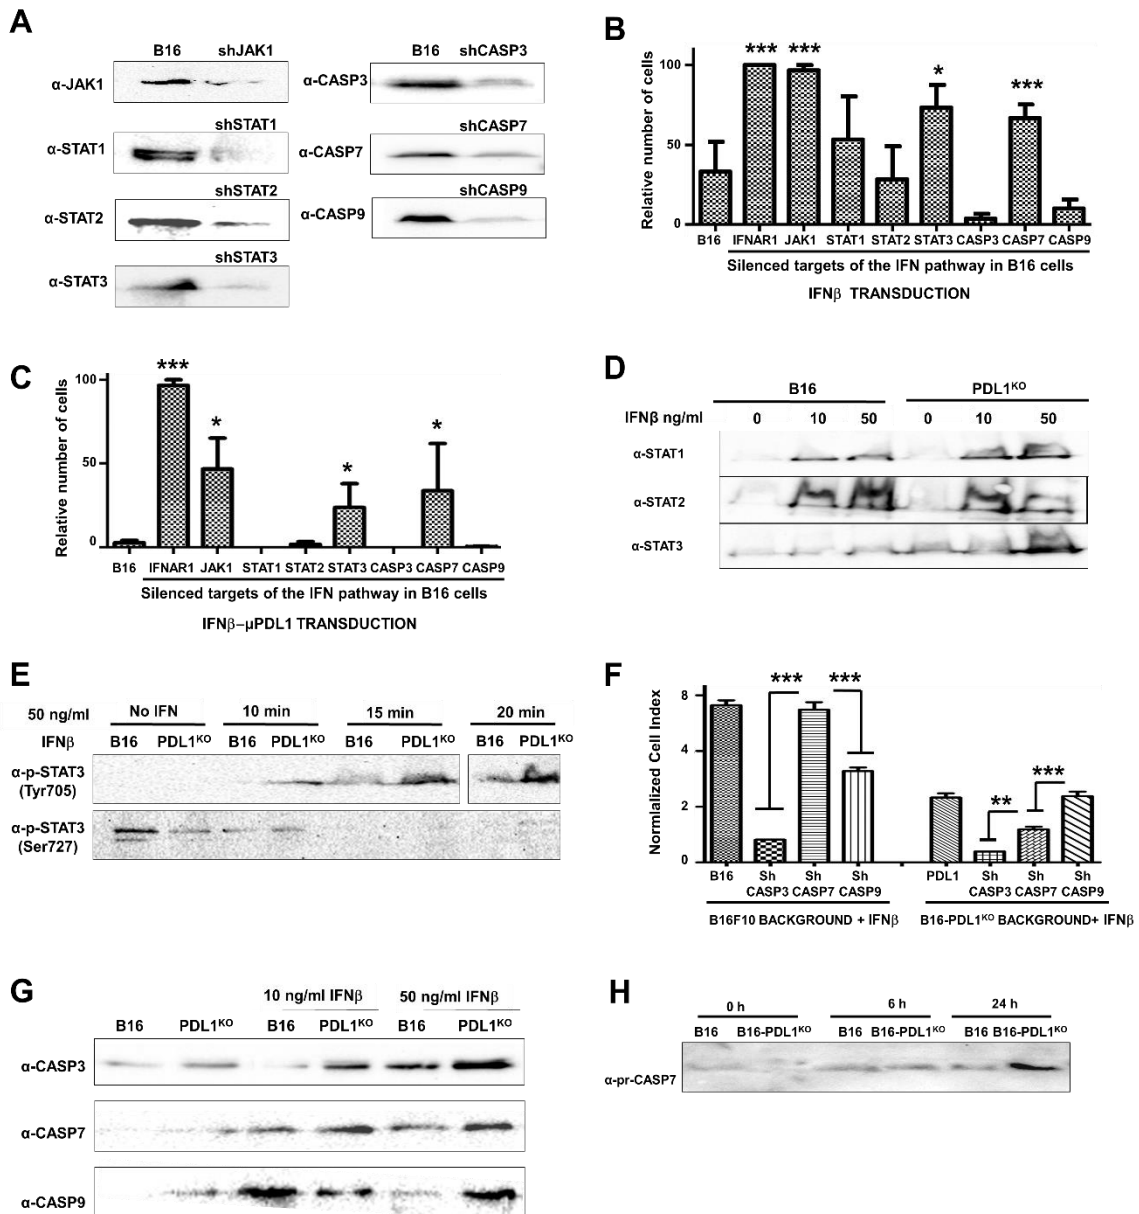 A
B16 shJAK1
α-JAK1
shSTAT1
α-STAT1
shSTAT2
α-STAT2
shSTAT3
α-STAT3
B16 shCASP3
α-CASP3
shCASP7
α-CASP7
shCASP9
α-CASP9
B
Relative number of cells
100
50
0
*** *** * ***
B16 IFNAR1 JAK1 STAT1 STAT2 STAT3 CASP3 CASP7 CASP9
Silenced targets of the IFN pathway in B16 cells
IFNβ TRANSDUCTION
C
Relative number of cells
100
50
0
*** * * *
B16 IFNAR1 JAK1 STAT1 STAT2 STAT3 CASP3 CASP7 CASP9
Silenced targets of the IFN pathway in B16 cells
IFNβ–μPDL1 TRANSDUCTION
D
B16 PDL1KO
IFNβ ng/ml 0 10 50 0 10 50
α-STAT1
α-STAT2
α-STAT3
E
50 ng/ml No IFN 10 min 15 min 20 min
IFNβ B16 PDL1KO B16 PDL1KO B16 PDL1KO B16 PDL1KO
α-p-STAT3
(Tyr705)
α-p-STAT3
(Ser727)
F
Normlalized Cell Index
8
4
2
0
*** *** ** ***
B16 Sh Sh Sh PDL1 Sh Sh Sh
CASP3 CASP7 CASP9 CASP3 CASP7 CASP9
B16F10 BACKGROUND + IFNβ B16-PDL1KO BACKGROUND+ IFNβ
G
10 ng/ml IFNβ 50 ng/ml IFNβ
B16 PDL1KO B16 PDL1KO B16 PDL1KO
α-CASP3
α-CASP7
α-CASP9
H
0 h 6 h 24 h
B16 B16-PDL1KO B16 B16-PDL1KO B16 B16-PDL1KO
α-pr-CASP7